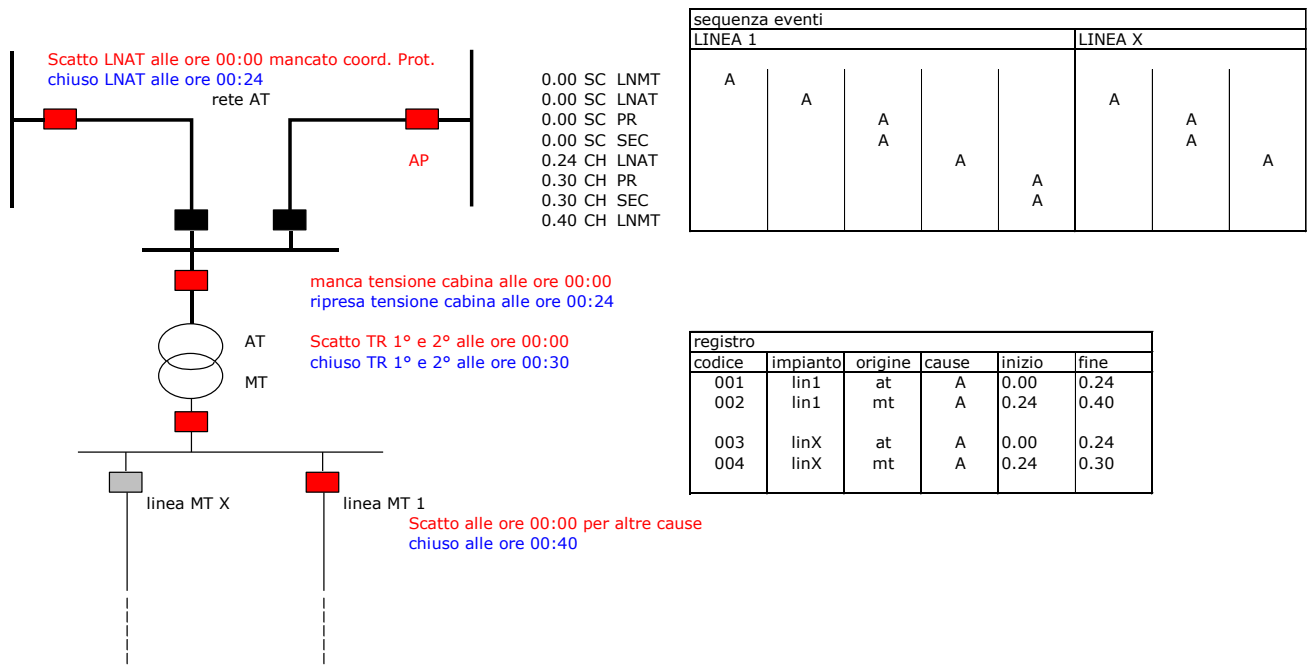 Scatto LNAT alle ore 00:00 mancato coord. Prot.
chiuso LNAT alle ore 00:24
rete AT
AP
manca tensione cabina alle ore 00:00
ripresa tensione cabina alle ore 00:24
AT
Scatto TR 1° e 2° alle ore 00:00
chiuso TR 1° e 2° alle ore 00:30
MT
linea MT X
linea MT 1
Scatto alle ore 00:00 per altre cause
chiuso alle ore 00:40
sequenza eventi
LINEA 1 LINEA X
0.00 SC LNMT A
0.00 SC LNAT A A
0.00 SC PR A A
0.00 SC SEC A A
0.24 CH LNAT A A
0.30 CH PR A
0.30 CH SEC A
0.40 CH LNMT
registro
codice impianto origine cause inizio fine
001 lin1 at A 0.00 0.24
002 lin1 mt A 0.24 0.40
003 linX at A 0.00 0.24
004 linX mt A 0.24 0.30